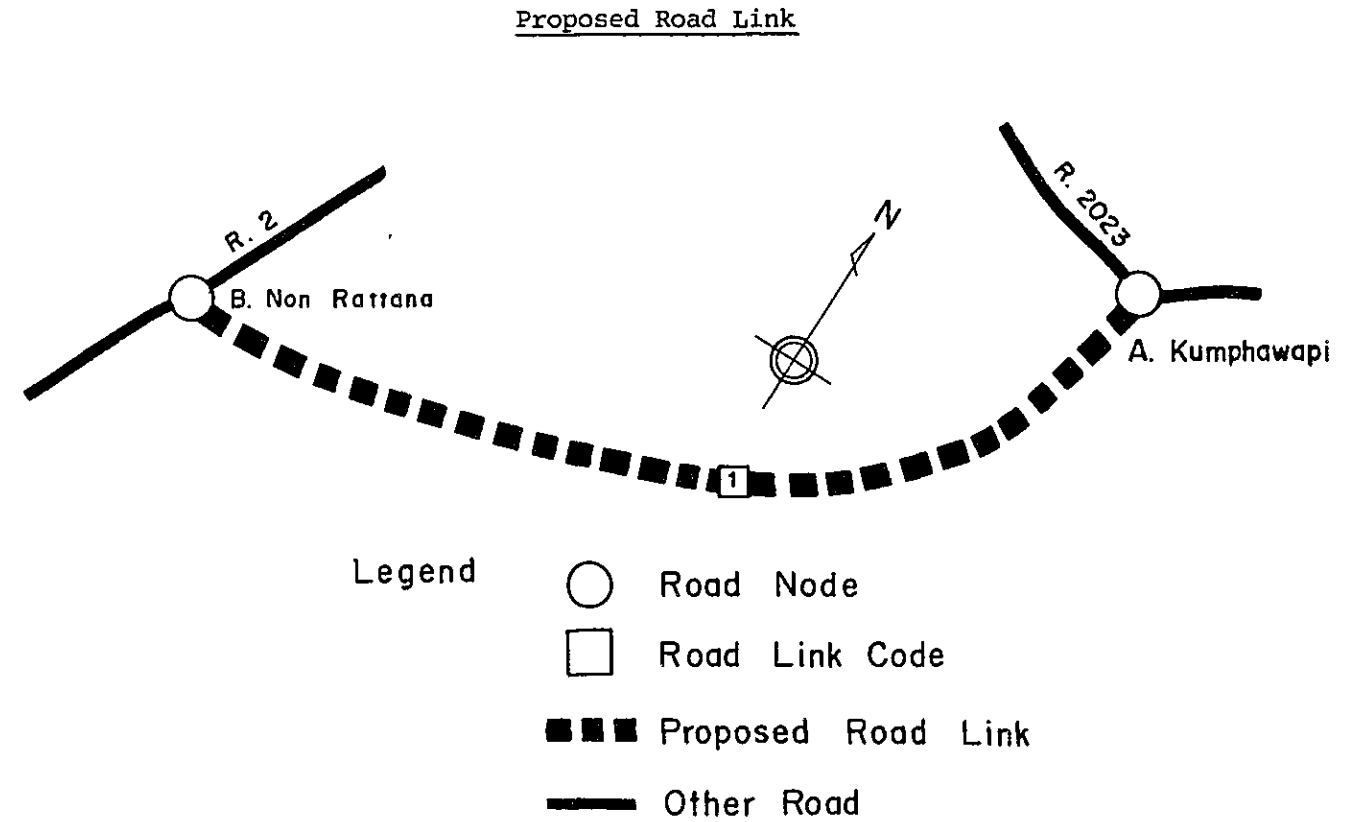 Proposed Road Link
R. 2
R. 2023
N
B. Non Rattana
A. Kumphawapi
1
Legend
Road Node
Road Link Code
Proposed Road Link
Other Road